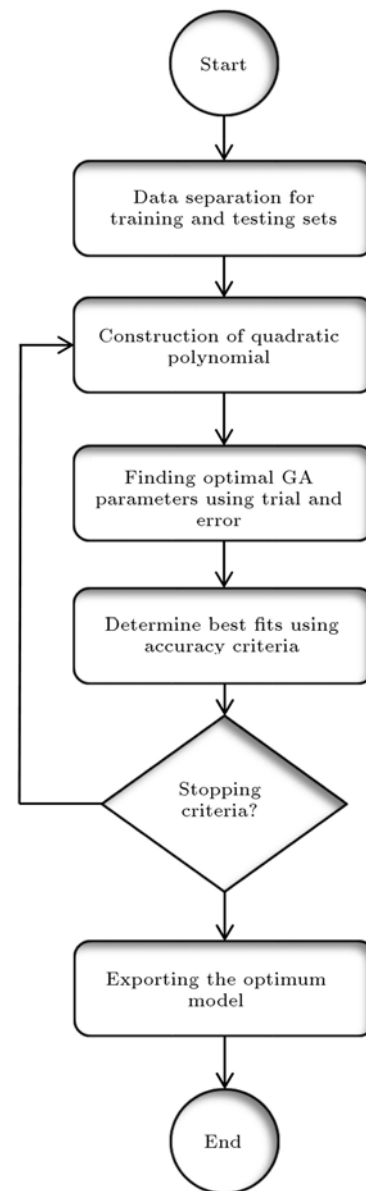 Start
Data separation for
training and testing sets
Construction of quadratic
polynomial
Finding optimal GA
parameters using trial and
error
Determine best fits using
accuracy criteria
Stopping
criteria?
Exporting the optimum
model
End